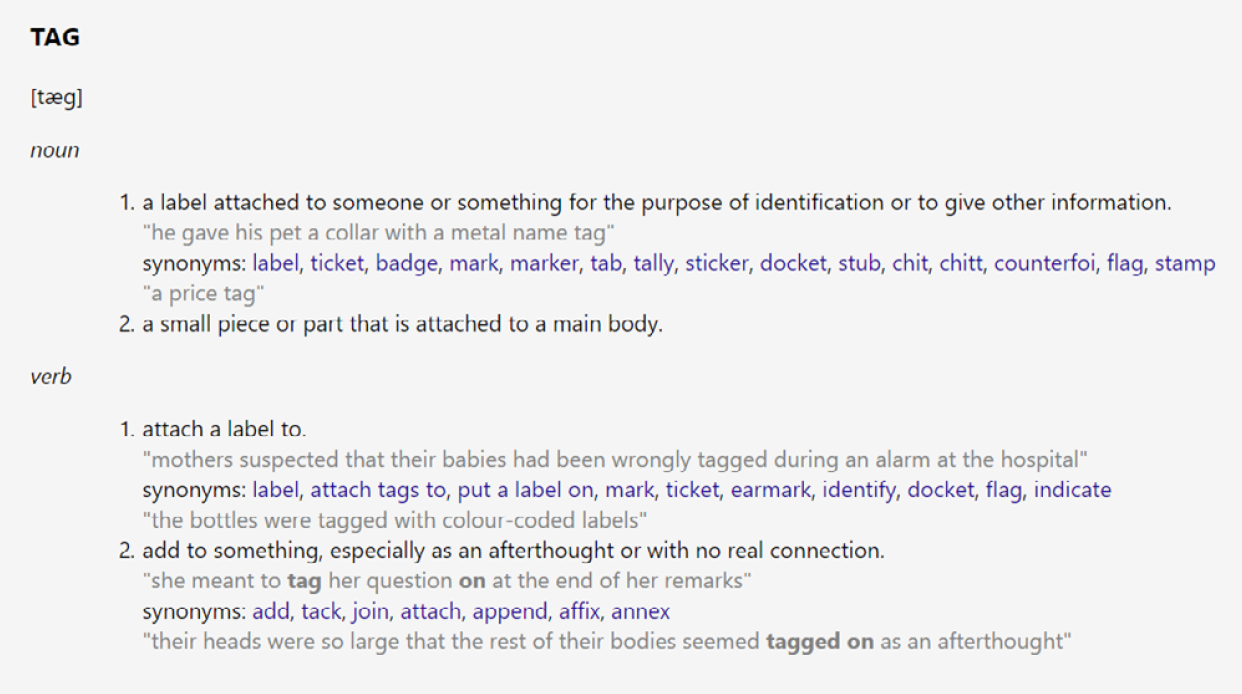 TAG
[tæg]
noun
1. a label attached to someone or something for the purpose of identification or to give other information.
"he gave his pet a collar with a metal name tag"
synonyms: label, ticket, badge, mark, marker, tab, tally, sticker, docket, stub, chit, chitt, counterfoi, flag, stamp
"a price tag"
2. a small piece or part that is attached to a main body.
verb
1. attach a label to.
"mothers suspected that their babies had been wrongly tagged during an alarm at the hospital"
synonyms: label, attach tags to, put a label on, mark, ticket, earmark, identify, docket, flag, indicate
"the bottles were tagged with colour-coded labels"
2. add to something, especially as an afterthought or with no real connection.
"she meant to tag her question on at the end of her remarks"
synonyms: add, tack, join, attach, append, affix, annex
"their heads were so large that the rest of their bodies seemed tagged on as an afterthought"